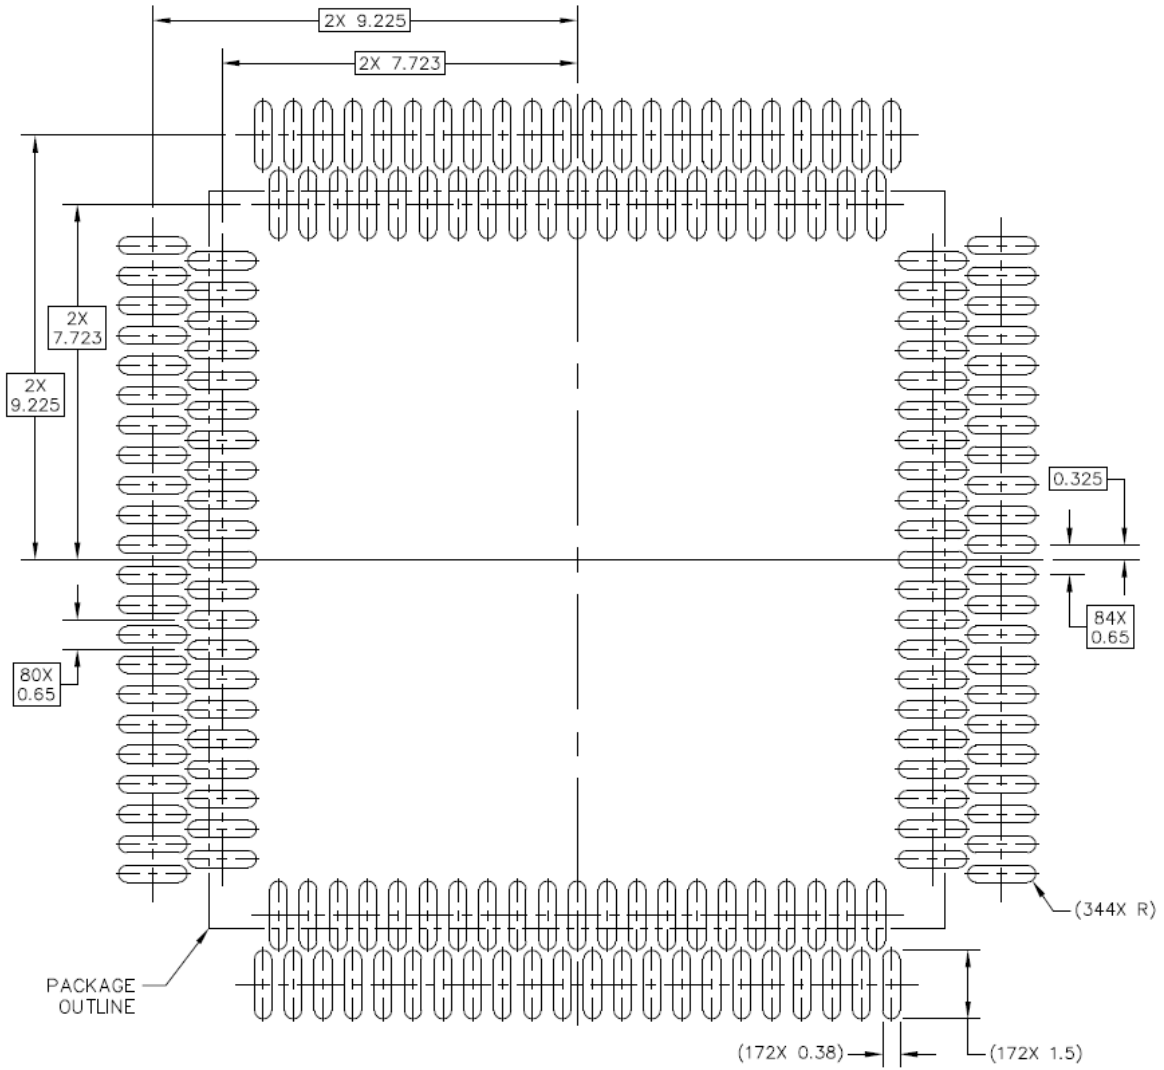 2X 9.225
2X 7.723
2X
7.723
2X
9.225
0.325
84X
0.65
80X
0.65
(344X R)
PACKAGE
OUTLINE
(172X 0.38)
(172X 1.5)